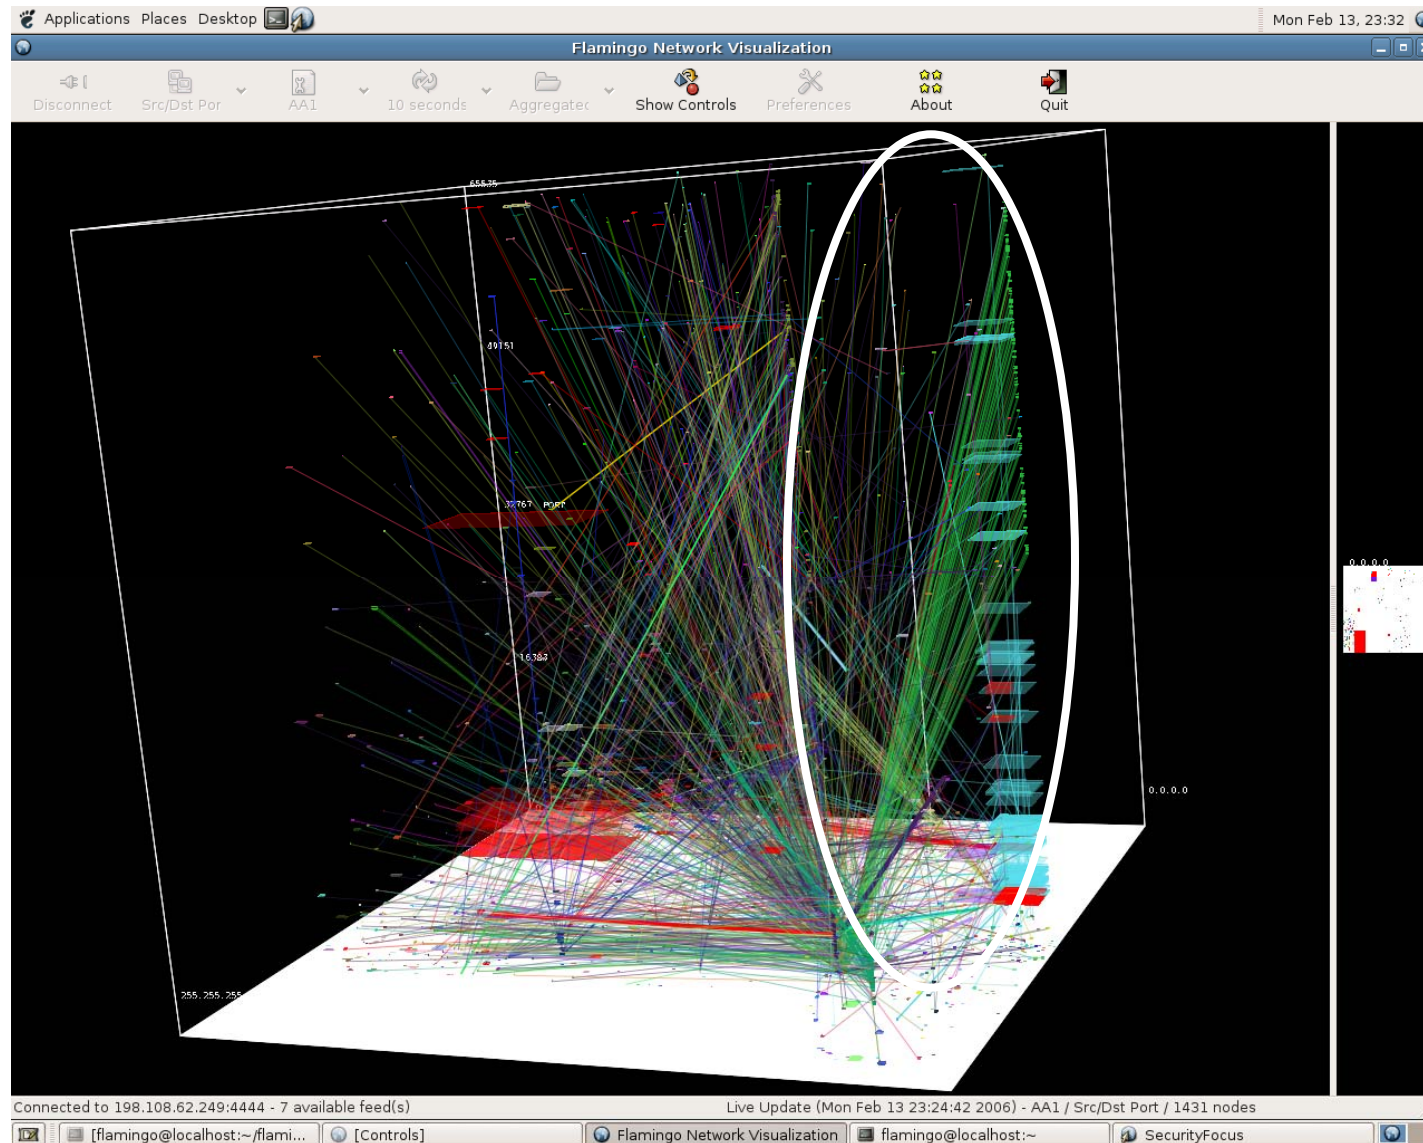 Applications Places Desktop Mon Feb 13, 23:32
Flamingo Network Visualization
Disconnect Src/Dst Por AA1 10 seconds Aggregatec Show Controls Preferences About Quit
65535
49151
32767 PORT
16383
0.0.0.0
0.0.0.0
255.255.255
Connected to 198.108.62.249:4444 - 7 available feed(s) Live Update (Mon Feb 13 23:24:42 2006) - AA1 / Src/Dst Port / 1431 nodes
[flamingo@localhost:~/flami... [Controls] Flamingo Network Visualization flamingo@localhost:~ SecurityFocus